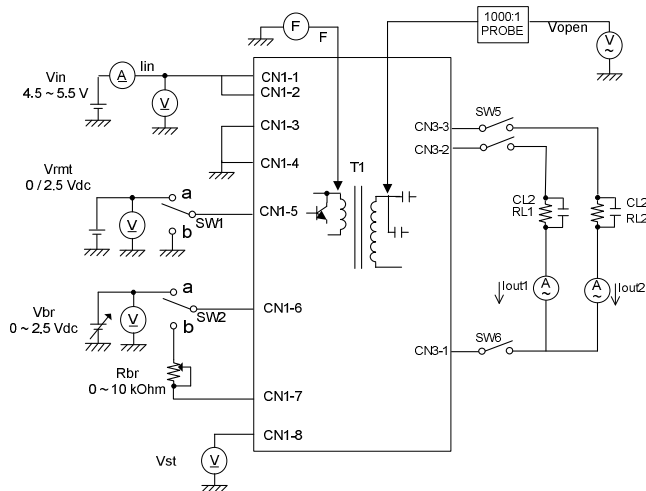 1000:1
PROBE
Vopen
V
~
F
F
Vin
4.5 ~ 5.5 V
A
Iin
V
CN1-1
CN1-2
CN1-3
CN1-4
CN3-3
CN3-2
SW5
T1
Vrmt
0 / 2.5 Vdc
V
a
b
SW1
CN1-5
CL2
RL1
CL2
RL2
Vbr
0 ~ 2.5 Vdc
V
a
b
SW2
CN1-6
Iout1
A
~
A
~
Iout2
SW6
CN3-1
Rbr
0 ~ 10 kOhm
CN1-7
CN1-8
Vst
V